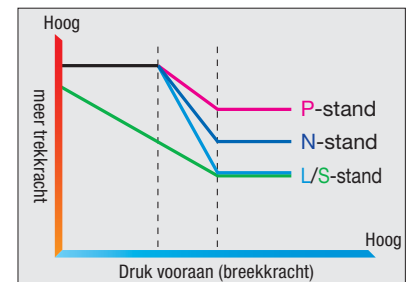 Hoog
meer trekkracht
P-stand
N-stand
L/S-stand
Hoog
Druk vooraan (breekkracht)